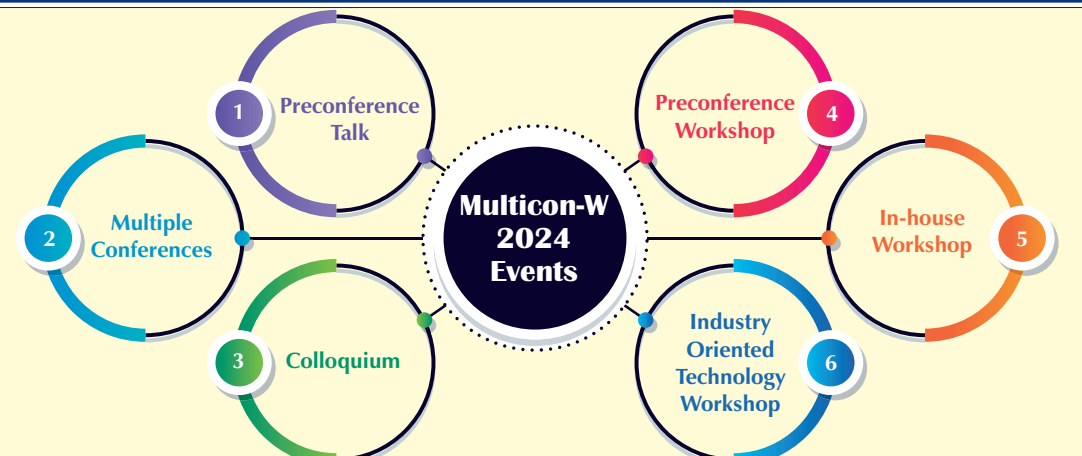 Multicon-W
2024
Events
1
Preconference
Talk
2
Multiple
Conferences
3
Colloquium
4
Preconference
Workshop
5
In-house
Workshop
6
Industry
Oriented
Technology
Workshop